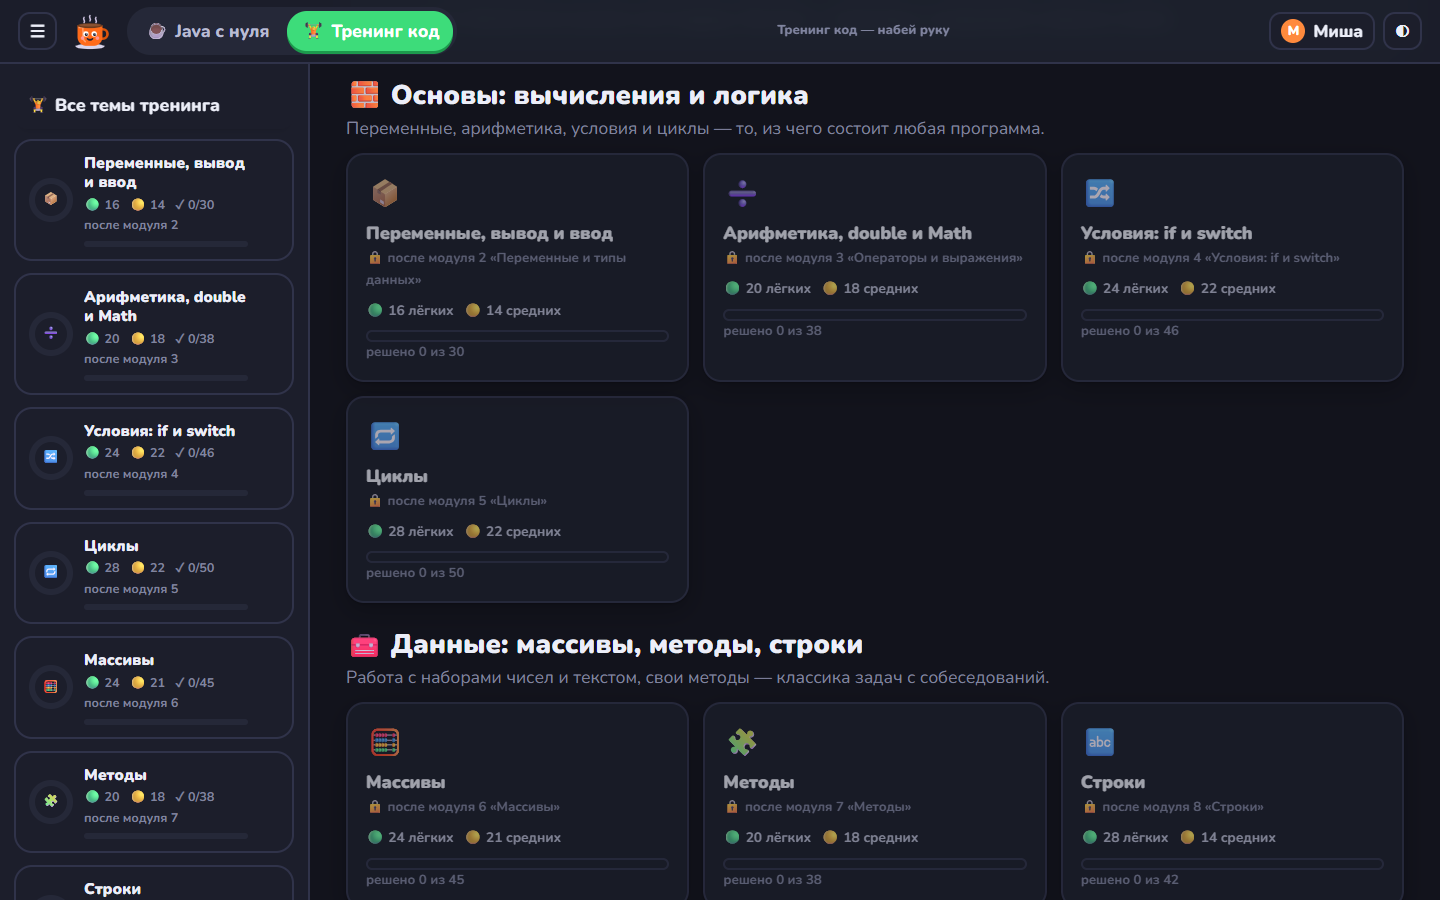 Java с нуля
Тренинг код
Тренинг код — набей руку
М
Миша
Все темы тренинга
Переменные, вывод
и ввод
16 14 ✓ 0/30
после модуля 2
Арифметика, double
и Math
20 18 ✓ 0/38
после модуля 3
Условия: if и switch
24 22 ✓ 0/46
после модуля 4
Циклы
28 22 ✓ 0/50
после модуля 5
Массивы
24 21 ✓ 0/45
после модуля 6
Методы
20 18 ✓ 0/38
после модуля 7
Строки
Основы: вычисления и логика
Переменные, арифметика, условия и циклы — то, из чего состоит любая программа.
Переменные, вывод и ввод
после модуля 2 «Переменные и типы
данных»
16 лёгких 14 средних
решено 0 из 30
Арифметика, double и Math
после модуля 3 «Операторы и выражения»
20 лёгких 18 средних
решено 0 из 38
Условия: if и switch
после модуля 4 «Условия: if и switch»
24 лёгких 22 средних
решено 0 из 46
Циклы
после модуля 5 «Циклы»
28 лёгких 22 средних
решено 0 из 50
Данные: массивы, методы, строки
Работа с наборами чисел и текстом, свои методы — классика задач с собеседований.
Массивы
после модуля 6 «Массивы»
24 лёгких 21 средних
решено 0 из 45
Методы
после модуля 7 «Методы»
20 лёгких 18 средних
решено 0 из 38
abc
Строки
после модуля 8 «Строки»
28 лёгких 14 средних
решено 0 из 42